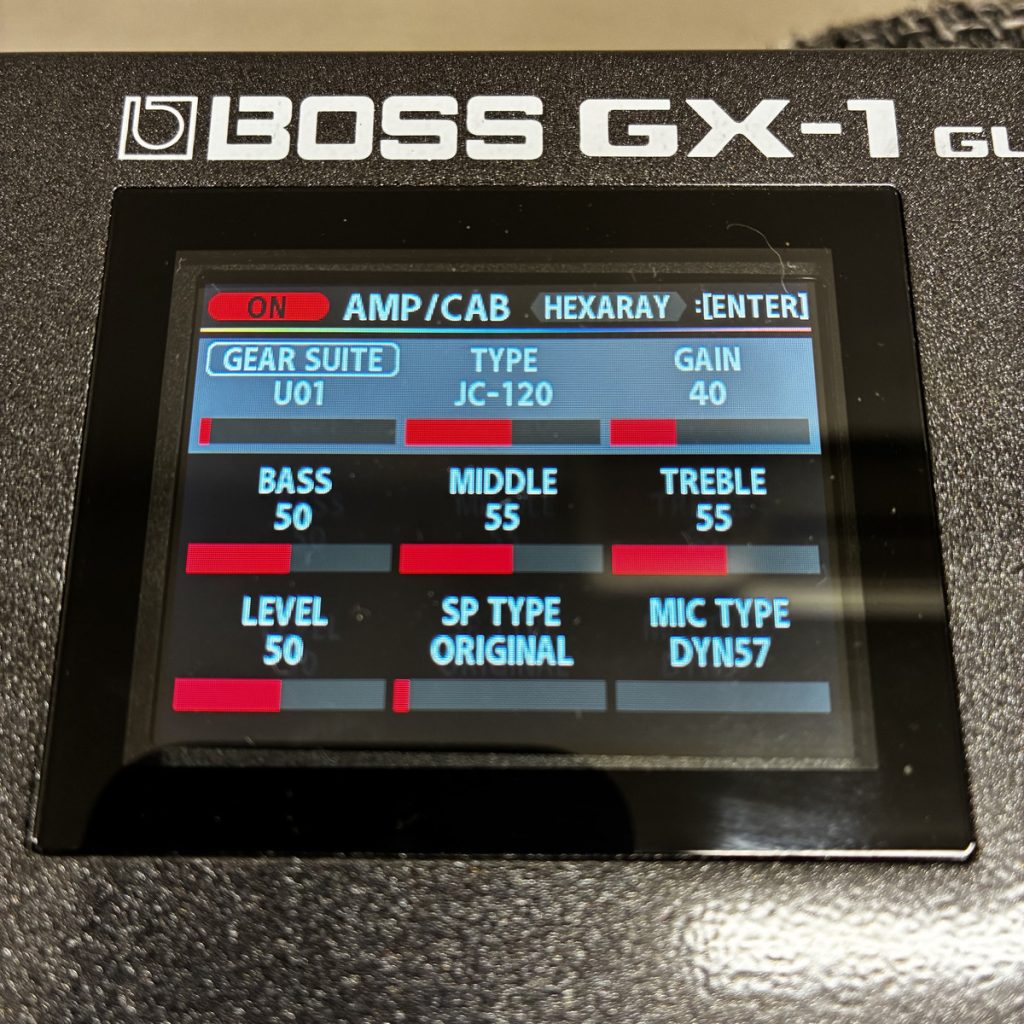 BOSS GX-1 GL
ON AMP/CAB HEXARAY :[ENTER]
GEAR SUITE TYPE GAIN
U01 JC-120 40
BASS MIDDLE TREBLE
50 55 55
LEVEL SP TYPE MIC TYPE
50 ORIGINAL DYN57